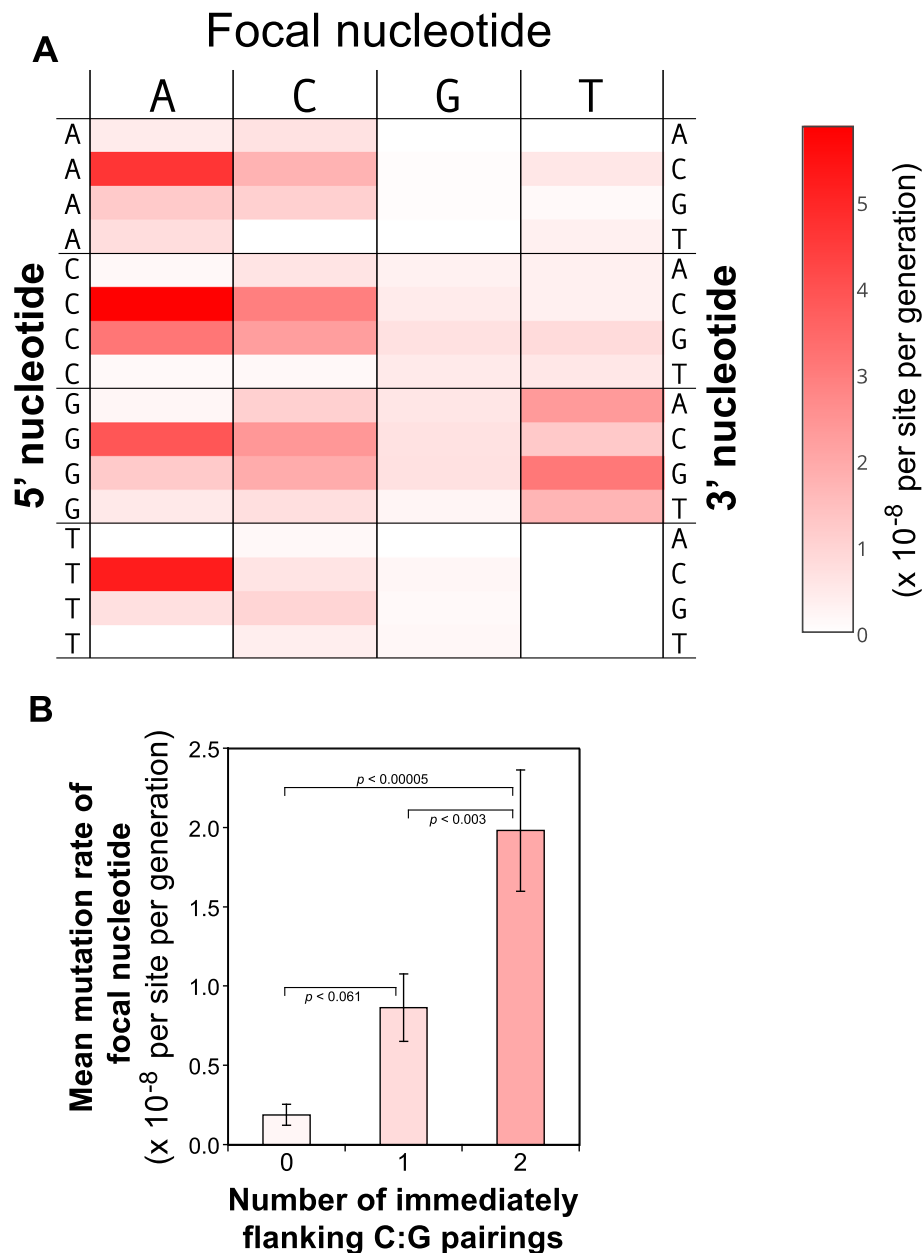 A
Focal nucleotide
A C G T
A A
A C
A G
A T
C A
C C
C G
C T
G A
G C
G G
G T
T A
T C
T G
T T
5’ nucleotide
3’ nucleotide
5
4
3
2
1
0
(x 10-8 per site per generation)
B
Mean mutation rate of
focal nucleotide
(x 10-8 per site per generation)
2.5
2.0
1.5
1.0
0.5
0.0
p < 0.00005
p < 0.003
p < 0.061
0 1 2
Number of immediately
flanking C:G pairings